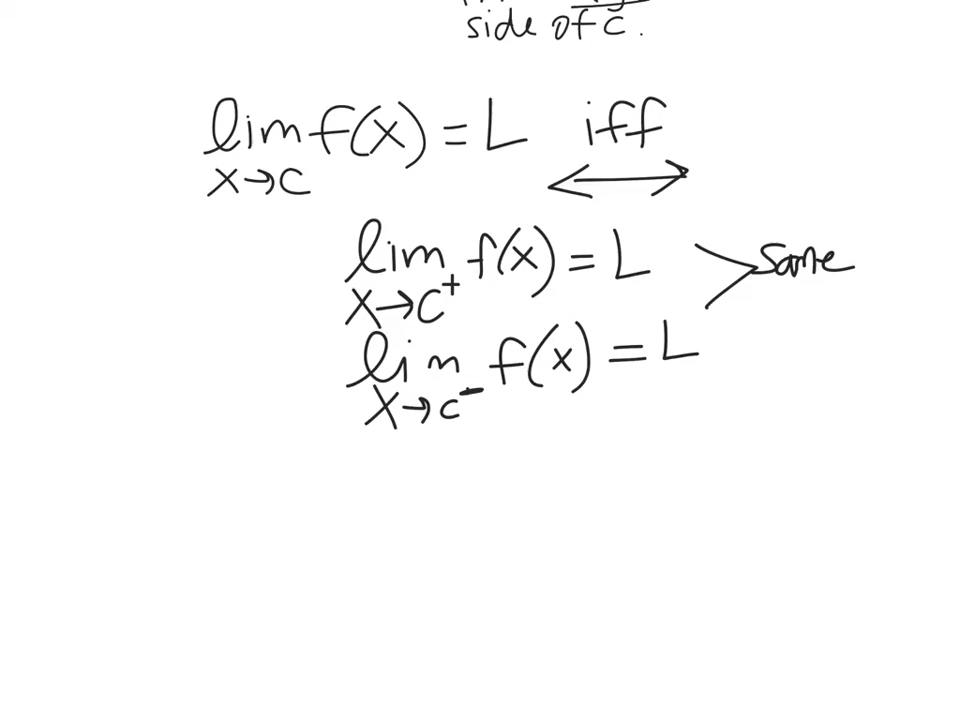 side of c.
lim f(x) = L iff
x→c ⟷
lim f(x) = L > same
x→c⁺
lim f(x) = L
x→c⁻